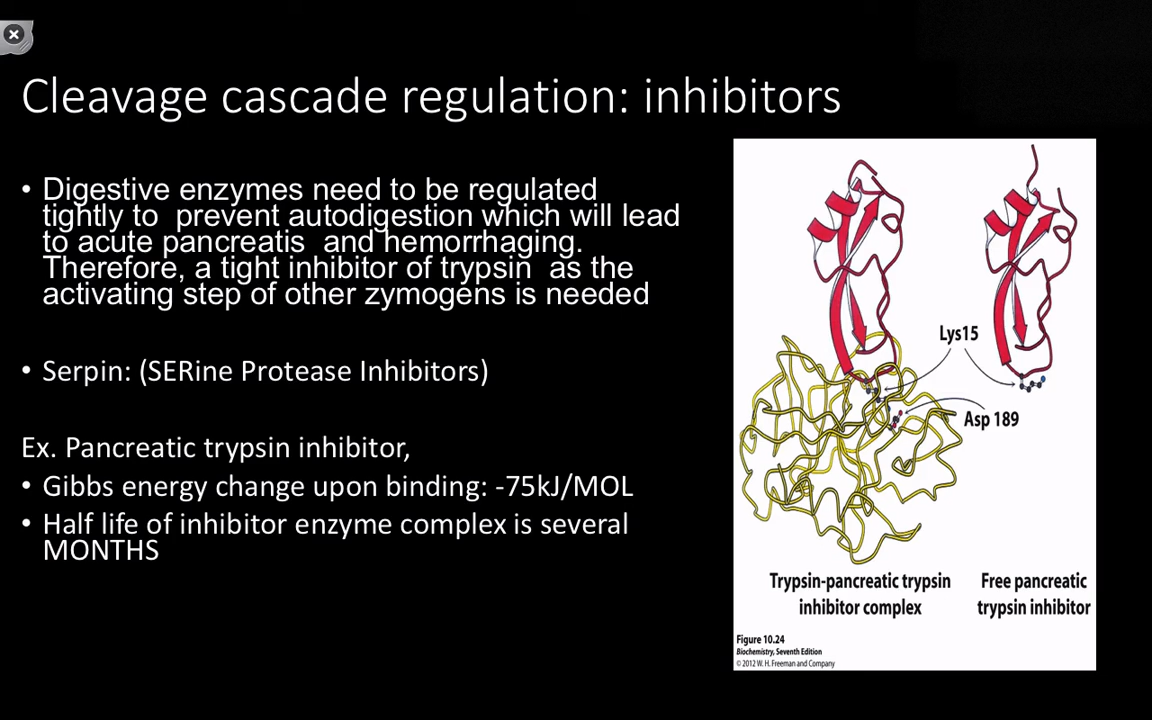 Cleavage cascade regulation: inhibitors
• Digestive enzymes need to be regulated
tightly to prevent autodigestion which will lead
to acute pancreatis and hemorrhaging.
Therefore, a tight inhibitor of trypsin as the
activating step of other zymogens is needed
• Serpin: (SERine Protease Inhibitors)
Ex. Pancreatic trypsin inhibitor,
• Gibbs energy change upon binding: -75kJ/MOL
• Half life of inhibitor enzyme complex is several
MONTHS
Lys15
Asp 189
Trypsin-pancreatic trypsin
inhibitor complex
Free pancreatic
trypsin inhibitor
Figure 10.24
Biochemistry, Seventh Edition
© 2012 W. H. Freeman and Company